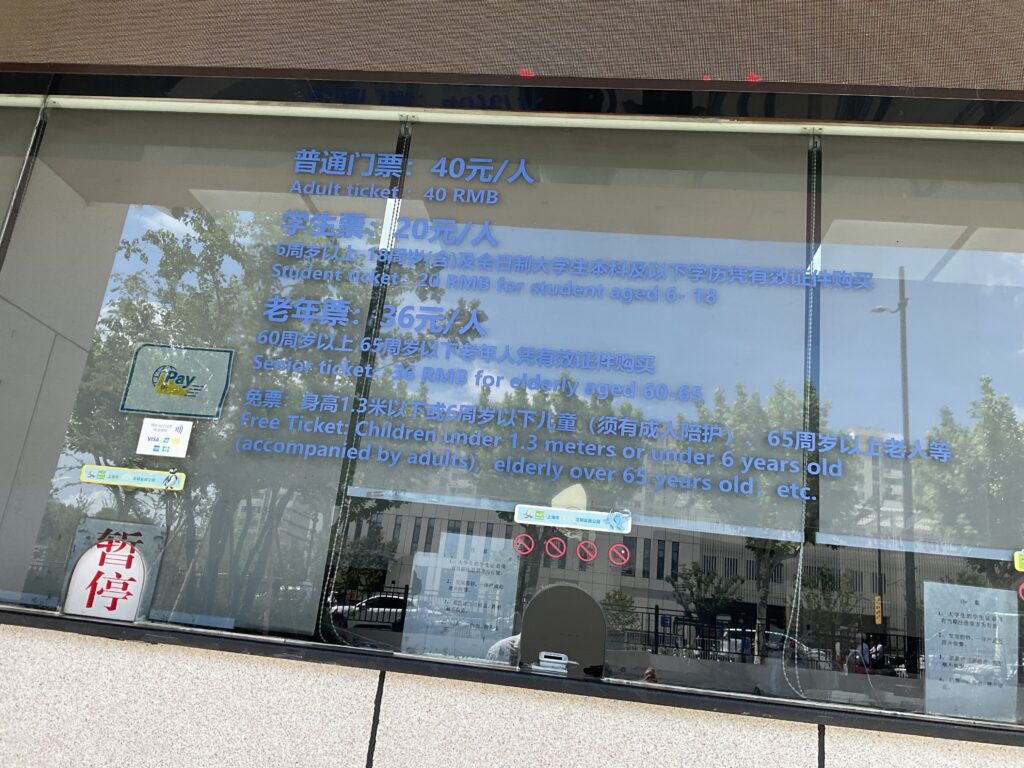 普通门票：40元/人
Adult ticket：40 RMB
学生票：20元/人
6周岁以上 18周岁(含)及全日制大学生本科及以下学历凭有效证件购买
Student ticket：20 RMB for student aged 6- 18
老年票：36元/人
60周岁以上 65周岁以下老年人凭有效证件购买
Senior ticket：36 RMB for elderly aged 60-65
免票：身高1.3米以下或6周岁以下儿童（须有成人陪护）、65周岁以上老人等
Free Ticket: Children under 1.3 meters or under 6 years old
(accompanied by adults)，elderly over 65 years old，etc.
Pay
VISA
暂停